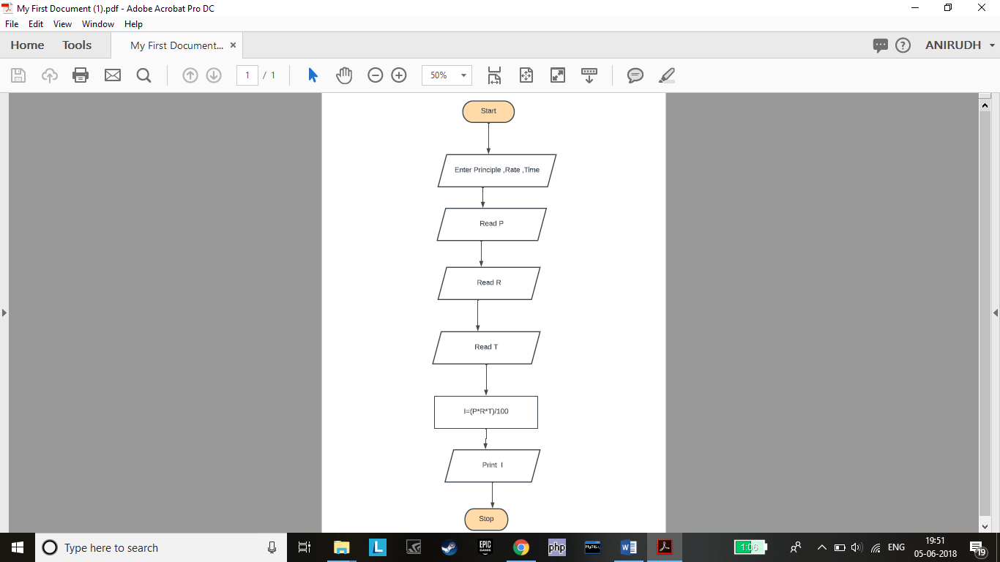 My First Document (1).pdf - Adobe Acrobat Pro DC
File Edit View Window Help
Home Tools My First Document... × ANIRUDH
1 / 1 50%
Start
Enter Principle ,Rate ,Time
Read P
Read R
Read T
I=(P*R*T)/100
Print I
Stop
Type here to search
L
EPIC
GAMES
php
MySQL
W
1:06
ENG
19:51
05-06-2018
19